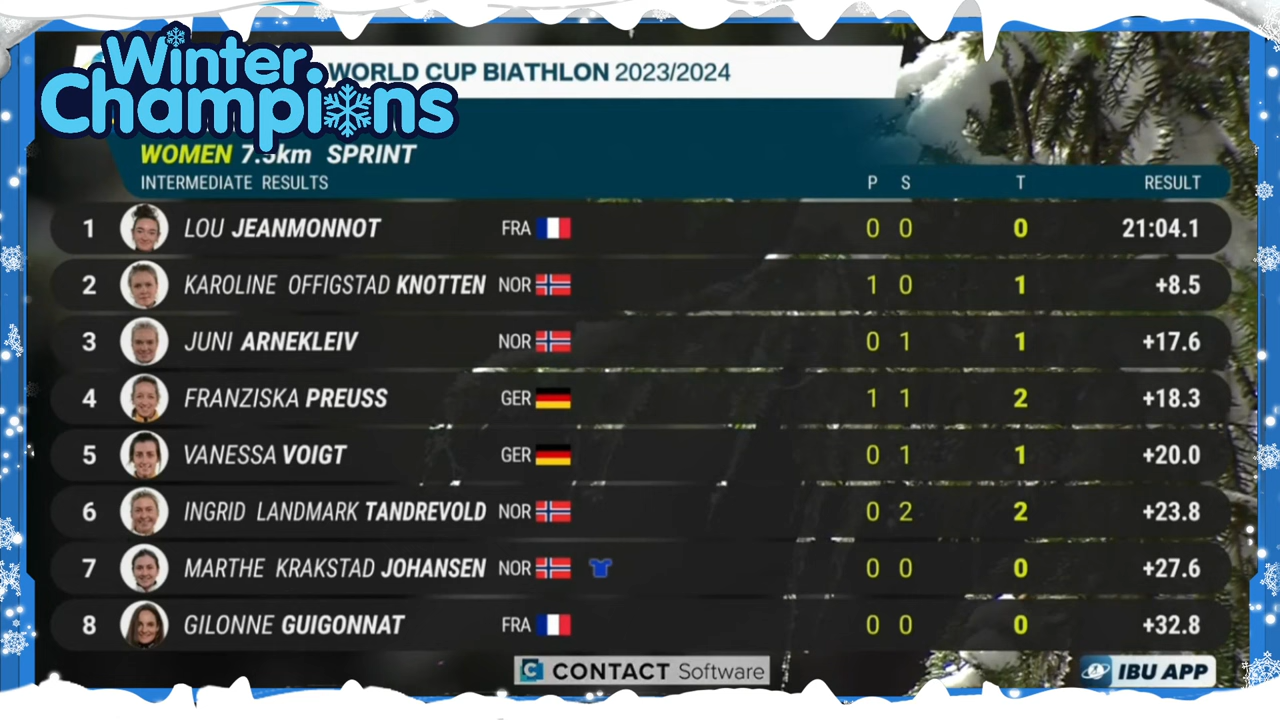 Winter
Champions
WORLD CUP BIATHLON 2023/2024
WOMEN 7.5km SPRINT
INTERMEDIATE RESULTS P S T RESULT
1 LOU JEANMONNOT FRA 0 0 0 21:04.1
2 KAROLINE OFFIGSTAD KNOTTEN NOR 1 0 1 +8.5
3 JUNI ARNEKLEIV NOR 0 1 1 +17.6
4 FRANZISKA PREUSS GER 1 1 2 +18.3
5 VANESSA VOIGT GER 0 1 1 +20.0
6 INGRID LANDMARK TANDREVOLD NOR 0 2 2 +23.8
7 MARTHE KRAKSTAD JOHANSEN NOR 0 0 0 +27.6
8 GILONNE GUIGONNAT FRA 0 0 0 +32.8
CONTACT Software
IBU APP